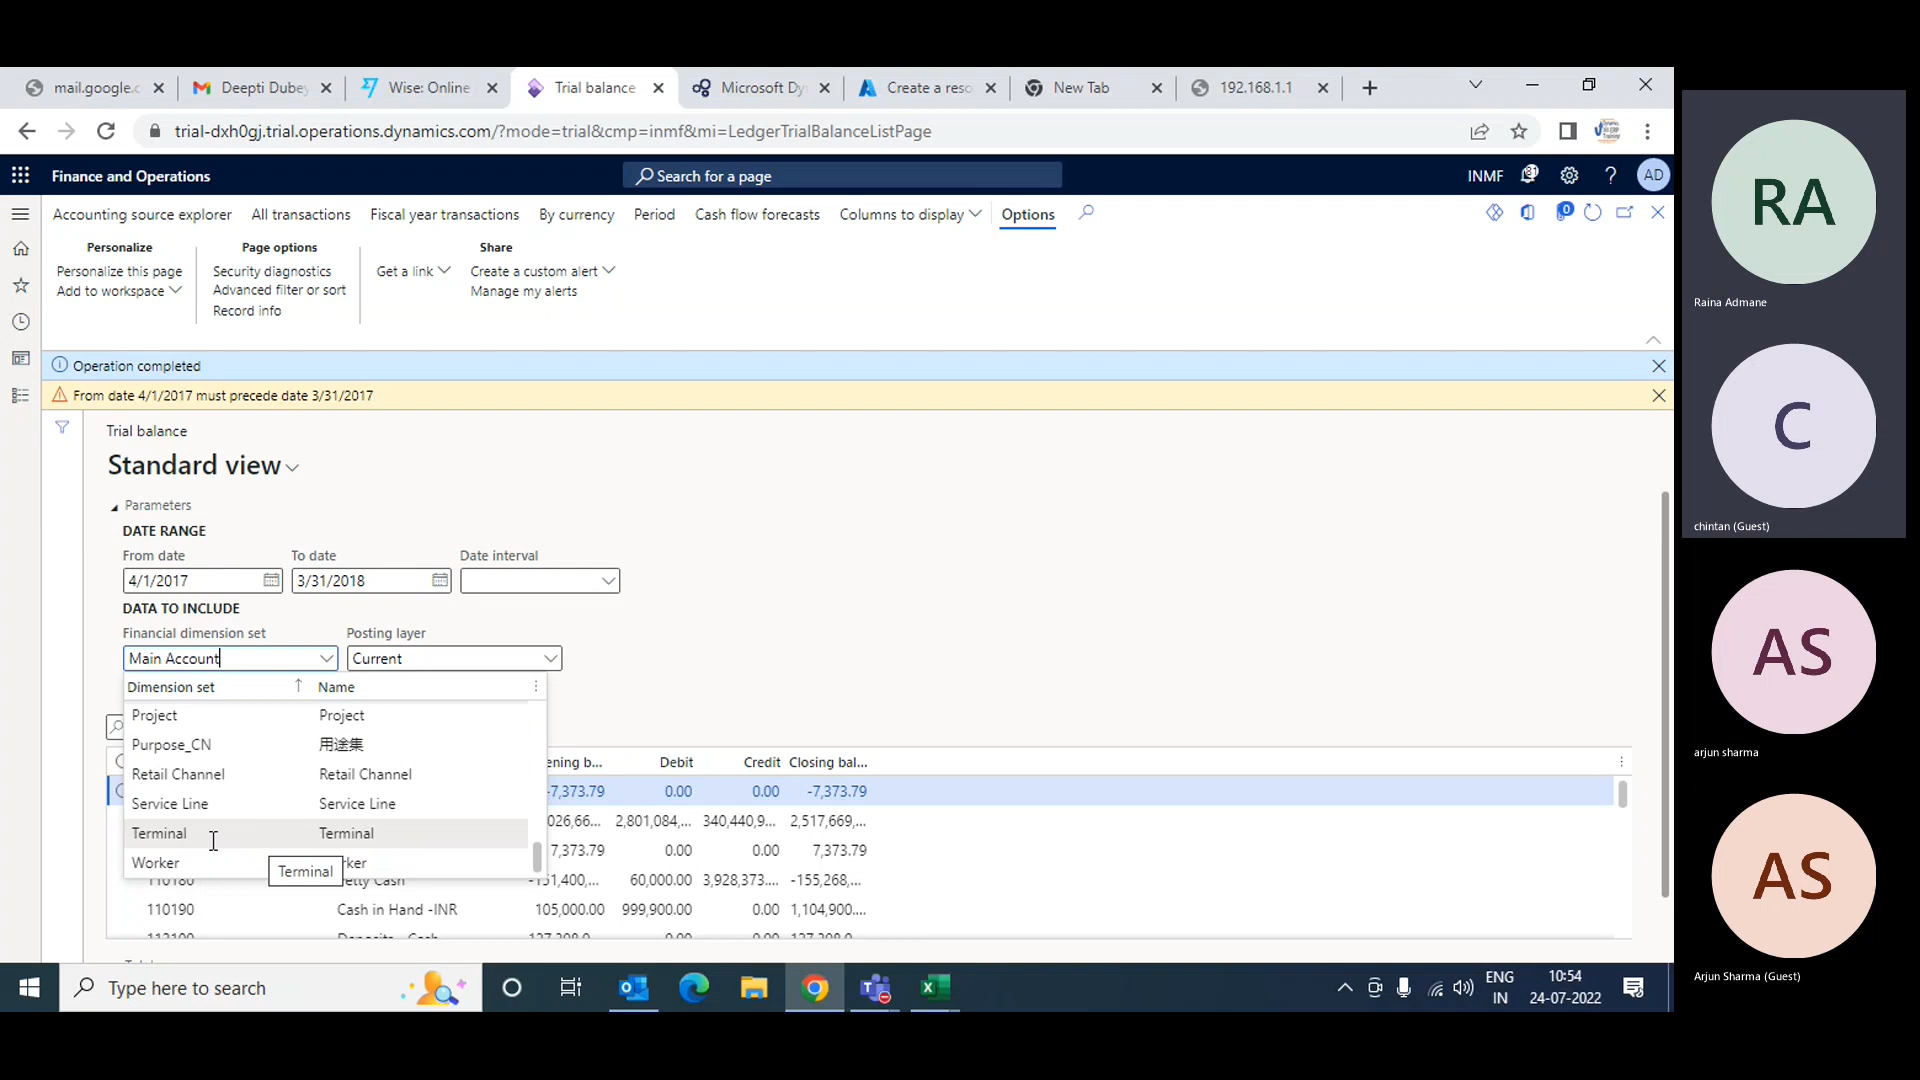 mail.google.c
Deepti Dubey
Wise: Online
Trial balance
Microsoft Dy
Create a reso
New Tab
192.168.1.1
trial-dxh0gj.trial.operations.dynamics.com/?mode=trial&cmp=inmf&mi=LedgerTrialBalanceListPage
Finance and Operations
Search for a page
INMF
AD
Accounting source explorer
All transactions
Fiscal year transactions
By currency
Period
Cash flow forecasts
Columns to display
Options
0
Personalize
Page options
Share
Personalize this page
Security diagnostics
Get a link
Create a custom alert
Add to workspace
Advanced filter or sort
Manage my alerts
Record info
Operation completed
From date 4/1/2017 must precede date 3/31/2017
Trial balance
Standard view
Parameters
DATE RANGE
From date
To date
Date interval
4/1/2017
3/31/2018
DATA TO INCLUDE
Financial dimension set
Posting layer
Main Account
Current
Dimension set
Name
Project
Project
Purpose_CN
用途集
Retail Channel
Retail Channel
Service Line
Service Line
Terminal
Terminal
Worker
rker
Terminal
ening b...
Debit
Credit
Closing bal...
-7,373.79
0.00
0.00
-7,373.79
026,66...
2,801,084,...
340,440,9...
2,517,669,...
7,373.79
0.00
0.00
7,373.79
110180
etty Cash
-151,400,...
60,000.00
3,928,373....
-155,268,...
110190
Cash in Hand -INR
105,000.00
999,900.00
0.00
1,104,900....
Type here to search
ENG
IN
10:54
24-07-2022
RA
Raina Admane
C
chintan (Guest)
AS
arjun sharma
AS
Arjun Sharma (Guest)